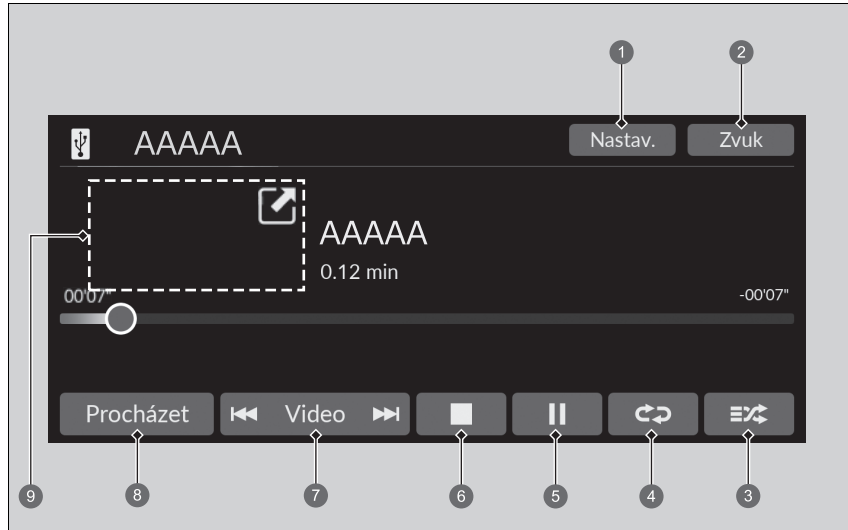 1 2
AAAAA Nastav. Zvuk
AAAAA
0.12 min
00'07" -00'07"
Procházet Video
9 8 7 6 5 4 3